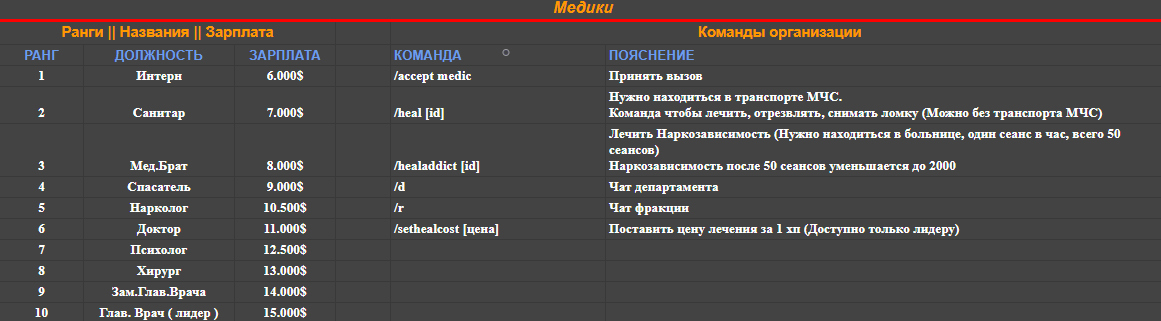 Медики
Ранги || Названия || Зарплата Команды организации
РАНГ ДОЛЖНОСТЬ ЗАРПЛАТА КОМАНДА ПОЯСНЕНИЕ
1 Интерн 6.000$ /accept medic Принять вызов
Нужно находиться в транспорте МЧС.
2 Санитар 7.000$ /heal [id] Команда чтобы лечить, отрезвлять, снимать ломку (Можно без транспорта МЧС)
Лечить Наркозависимость (Нужно находиться в больнице, один сеанс в час, всего 50
сеансов)
3 Мед.Брат 8.000$ /healaddict [id] Наркозависимость после 50 сеансов уменьшается до 2000
4 Спасатель 9.000$ /d Чат департамента
5 Нарколог 10.500$ /r Чат фракции
6 Доктор 11.000$ /sethealcost [цена] Поставить цену лечения за 1 хп (Доступно только лидеру)
7 Психолог 12.500$
8 Хирург 13.000$
9 Зам.Глав.Врача 14.000$
10 Глав. Врач ( лидер ) 15.000$